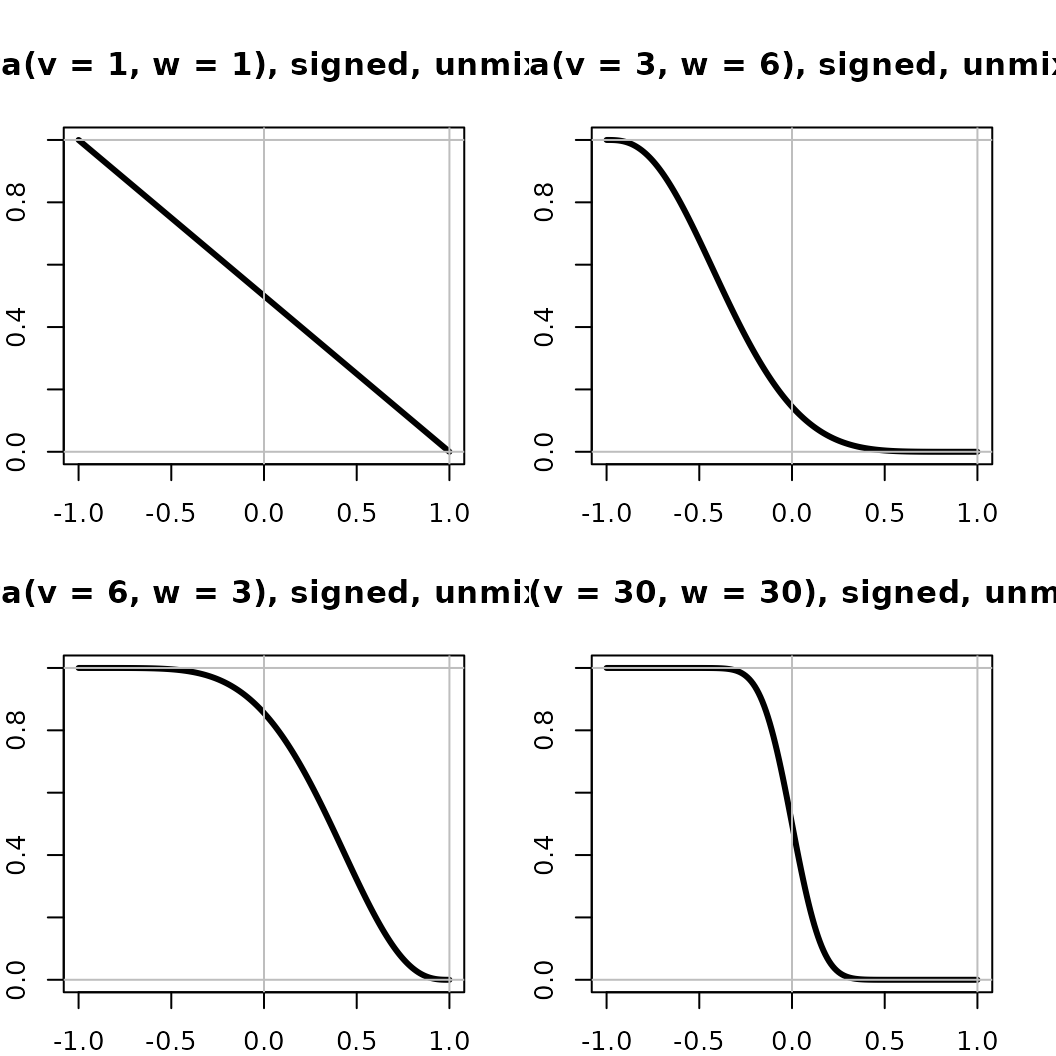 a(v = 1, w = 1), signed, unmix
a(v = 3, w = 6), signed, unmix
0.8
0.4
0.0
-1.0 -0.5 0.0 0.5 1.0
0.8
0.4
0.0
-1.0 -0.5 0.0 0.5 1.0
a(v = 6, w = 3), signed, unmix
(v = 30, w = 30), signed, unm
0.8
0.4
0.0
-1.0 -0.5 0.0 0.5 1.0
0.8
0.4
0.0
-1.0 -0.5 0.0 0.5 1.0